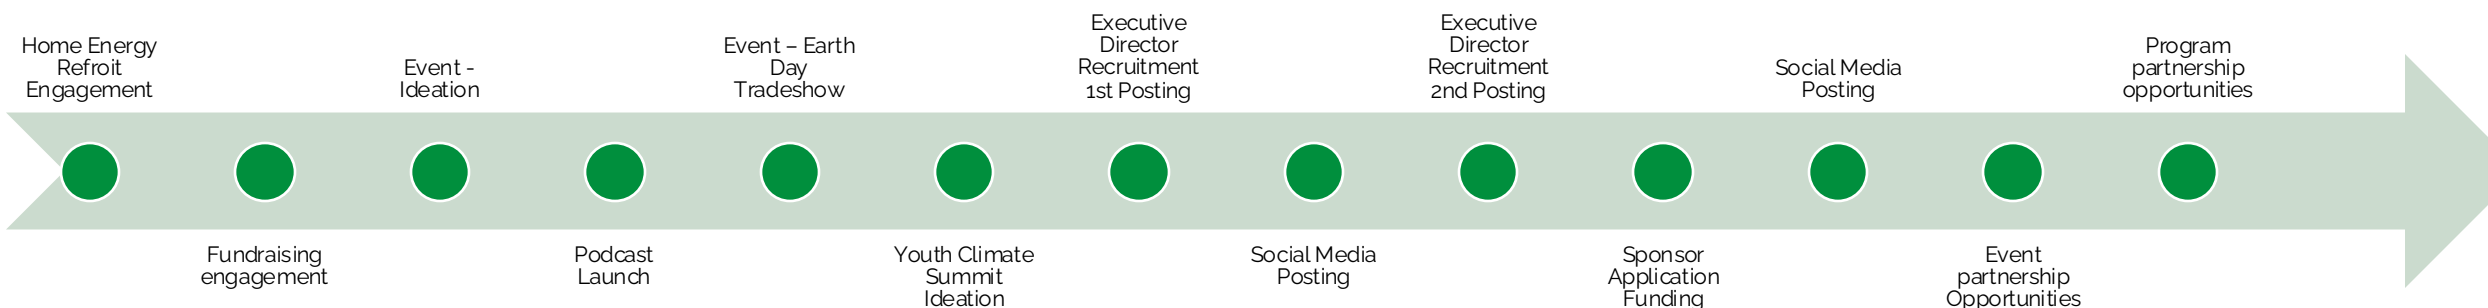 Home Energy
Refroit
Engagement
Fundraising
engagement
Event -
Ideation
Podcast
Launch
Event – Earth
Day
Tradeshow
Youth Climate
Summit
Ideation
Executive
Director
Recruitment
1st Posting
Social Media
Posting
Executive
Director
Recruitment
2nd Posting
Sponsor
Application
Funding
Social Media
Posting
Event
partnership
Opportunities
Program
partnership
opportunities